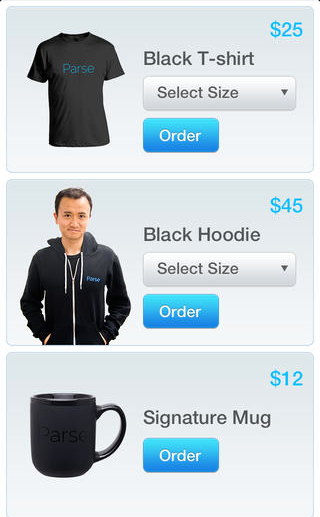 $25
Black T-shirt
Parse
Select Size
Order
$45
Black Hoodie
Parse
Select Size
Order
$12
Signature Mug
Parse
Order